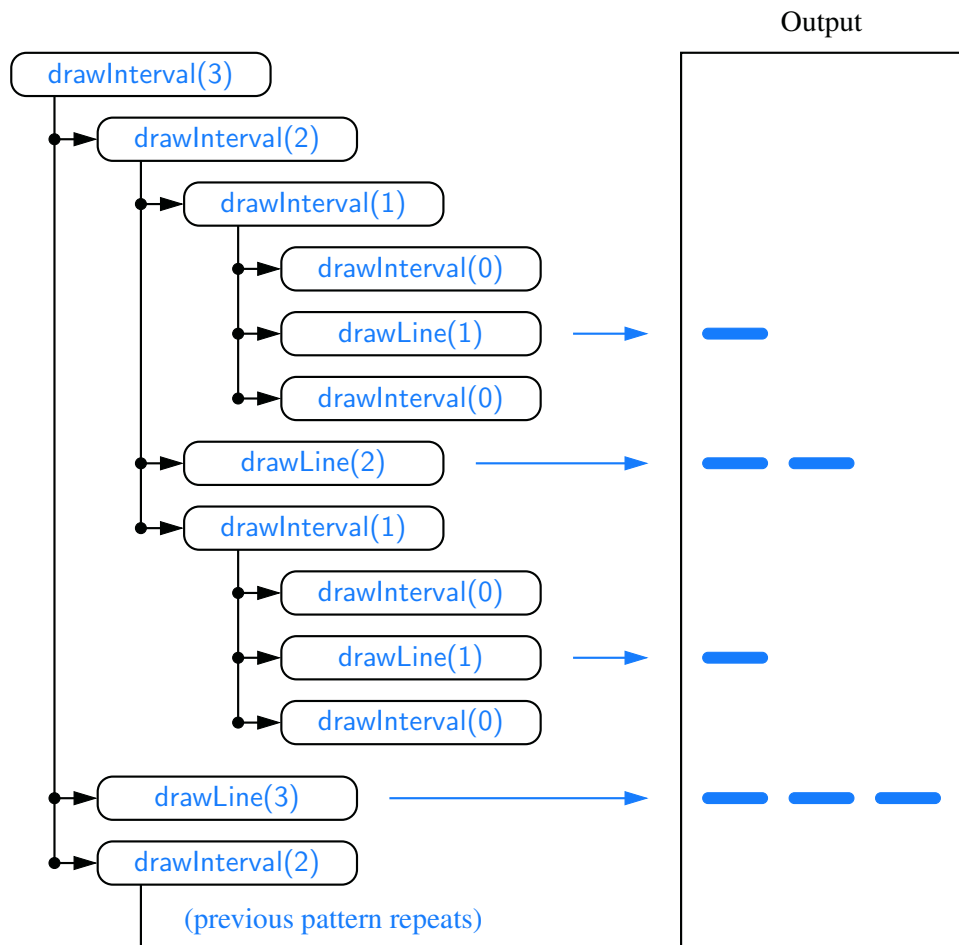 Output
drawInterval(3)
drawInterval(2)
drawInterval(1)
drawInterval(0)
drawLine(1)
drawInterval(0)
drawLine(2)
drawInterval(1)
drawInterval(0)
drawLine(1)
drawInterval(0)
drawLine(3)
drawInterval(2)
(previous pattern repeats)